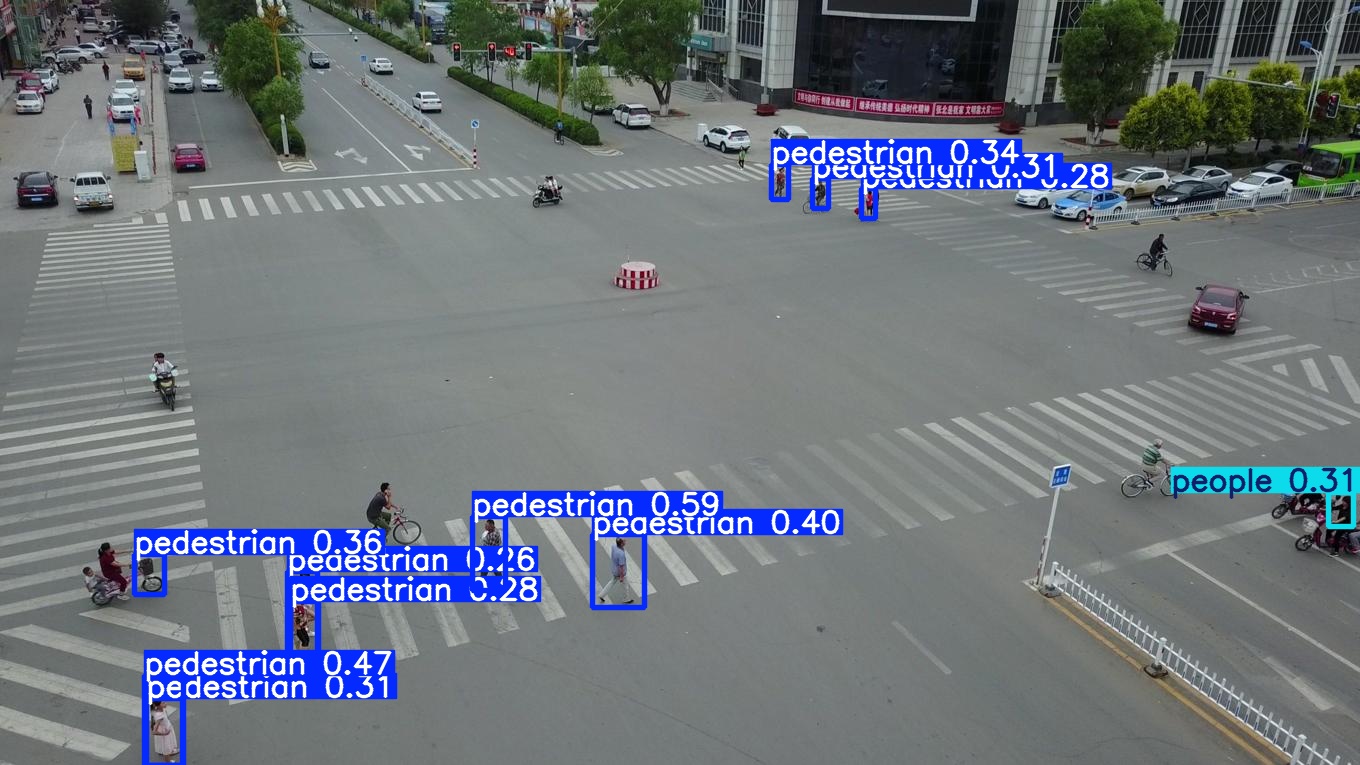 pedestrian 0.34
pedestrian 0.31
pedestrian 0.28
people 0.31
pedestrian 0.59
pedestrian 0.40
pedestrian 0.36
pedestrian 0.26
pedestrian 0.28
pedestrian 0.47
pedestrian 0.31